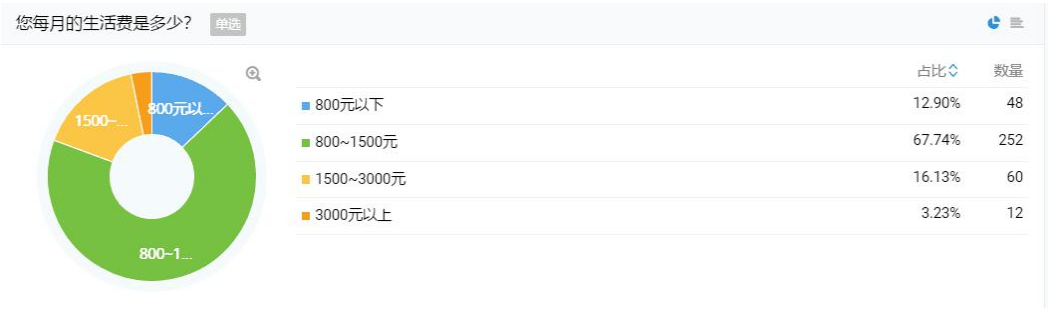 您每月的生活费是多少? 单选
占比 数量
800元以下 12.90% 48
800~1500元 67.74% 252
1500~3000元 16.13% 60
3000元以上 3.23% 12
800元以...
1500~...
800~1...